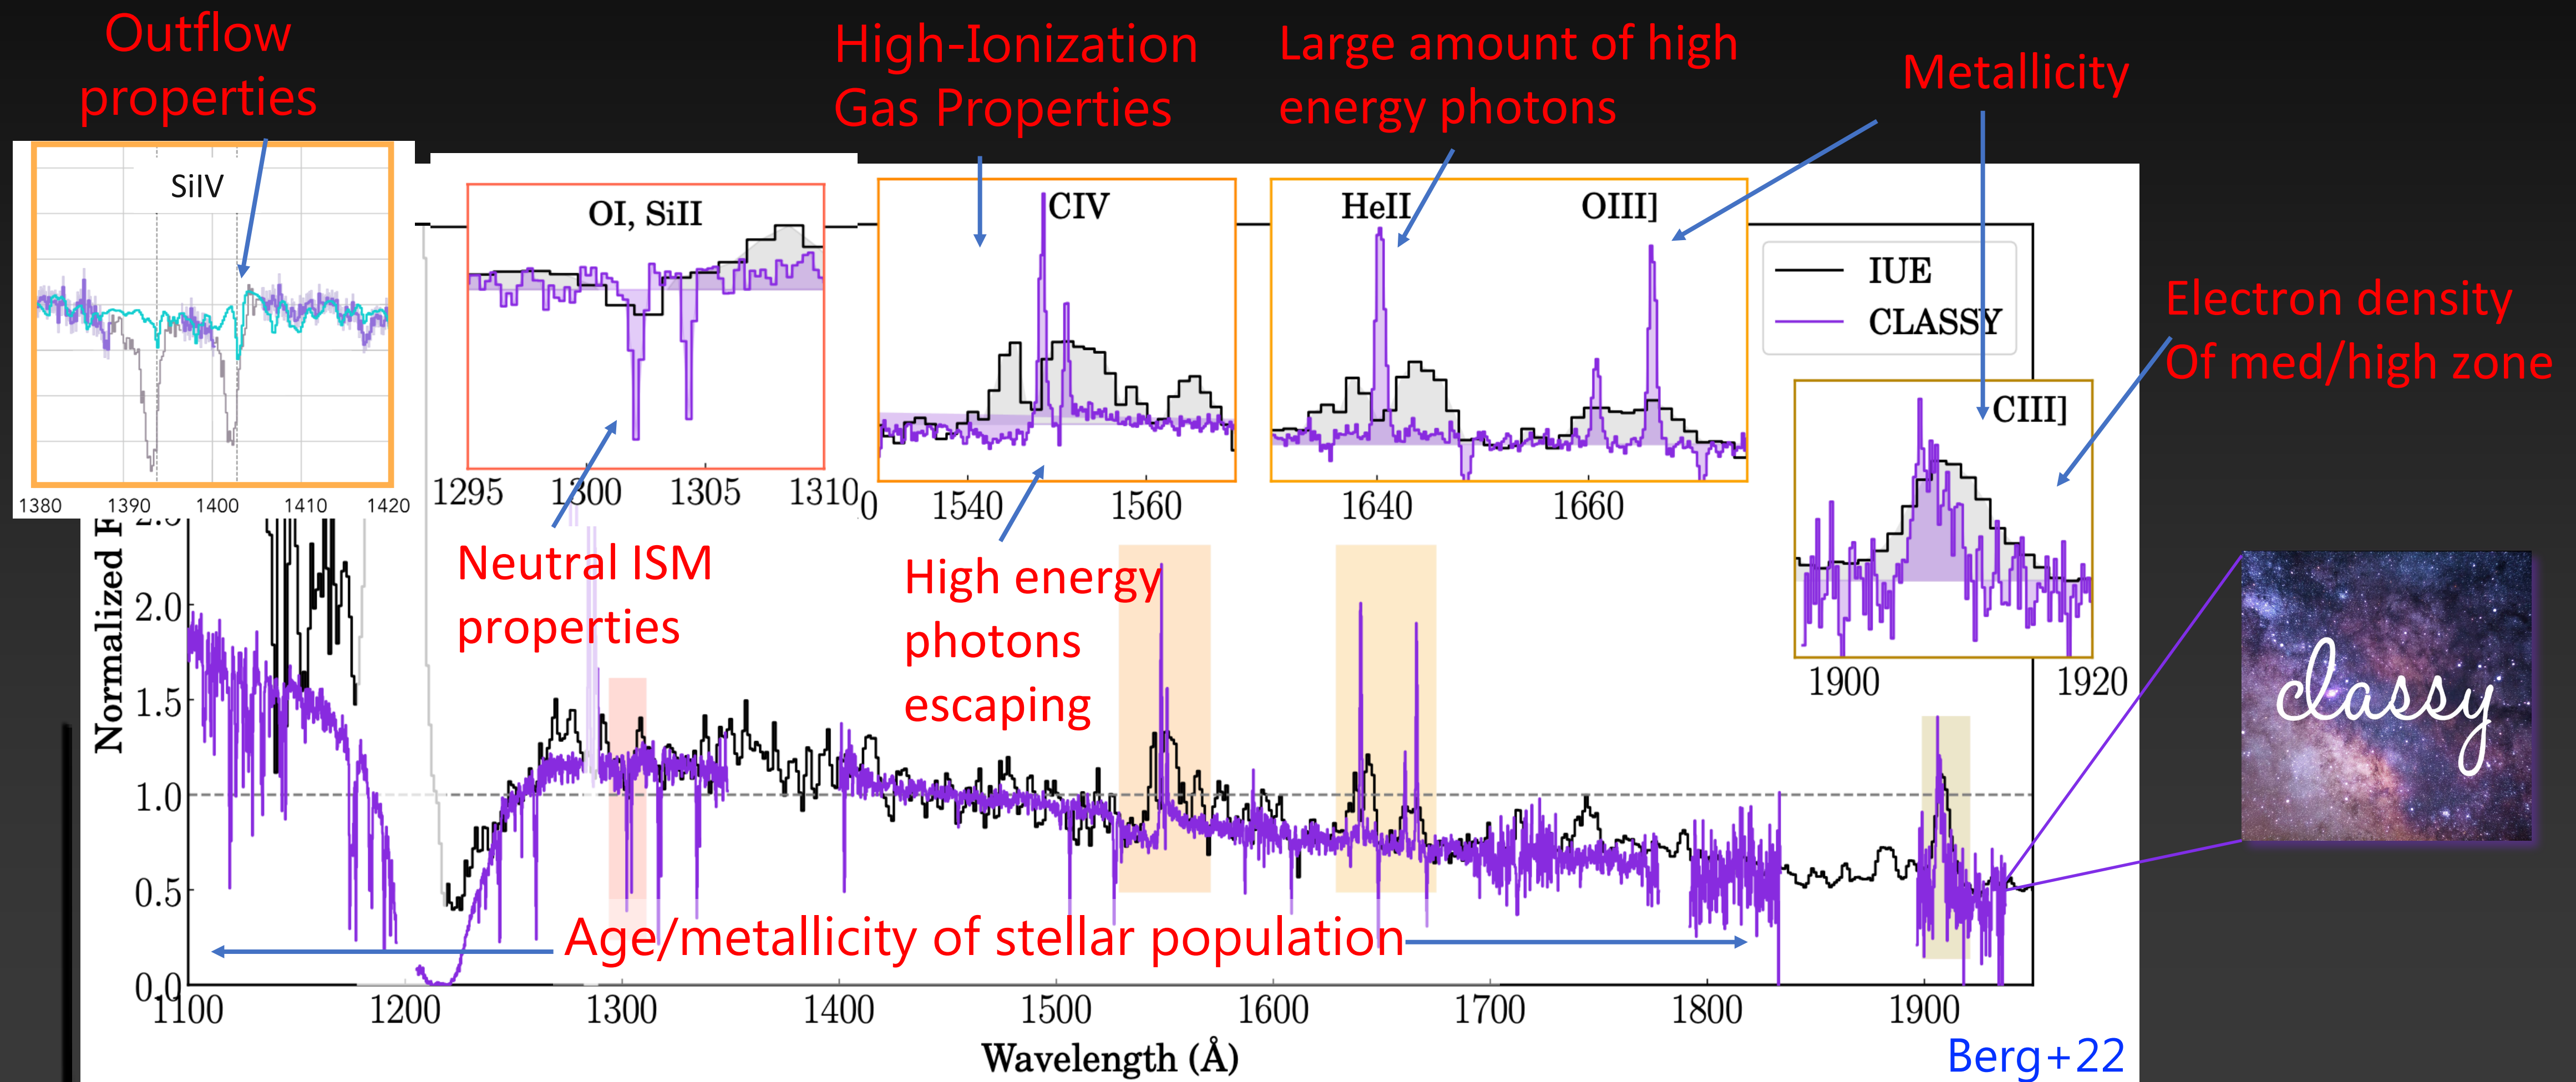 Outflow
properties
High-Ionization
Gas Properties
Large amount of high
energy photons
Metallicity
SiIV
OI, SiII
CIV
HeII
OIII]
IUE
CLASSY
Electron density
Of med/high zone
CIII]
1380 1390 1400 1410 1420
1295 1300 1305 1310
0 1540 1560
1640 1660
1900 1920
Neutral ISM
properties
High energy
photons
escaping
classy
Normalized F
2.0
1.5
1.0
0.5
0.0
Age/metallicity of stellar population
1100 1200 1300 1400 1500 1600 1700 1800 1900
Wavelength (Å)
Berg+22